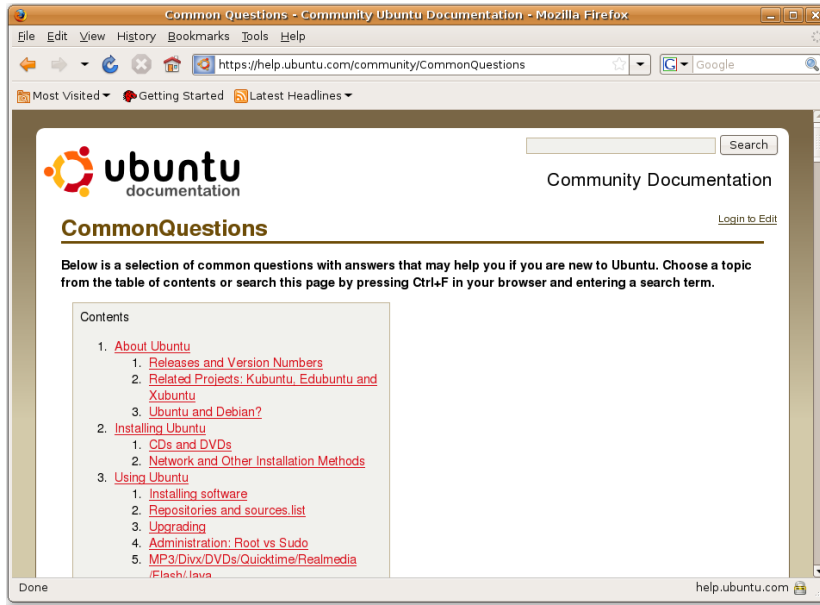 Common Questions - Community Ubuntu Documentation - Mozilla Firefox
File Edit View History Bookmarks Tools Help
https://help.ubuntu.com/community/CommonQuestions
G Google
Most Visited Getting Started Latest Headlines
Search
ubuntu
documentation
Community Documentation
Login to Edit
CommonQuestions
Below is a selection of common questions with answers that may help you if you are new to Ubuntu. Choose a topic
from the table of contents or search this page by pressing Ctrl+F in your browser and entering a search term.
Contents
1. About Ubuntu
1. Releases and Version Numbers
2. Related Projects: Kubuntu, Edubuntu and
Xubuntu
3. Ubuntu and Debian?
2. Installing Ubuntu
1. CDs and DVDs
2. Network and Other Installation Methods
3. Using Ubuntu
1. Installing software
2. Repositories and sources.list
3. Upgrading
4. Administration: Root vs Sudo
5. MP3/Divx/DVDs/Quicktime/Realmedia
/Flash/Java
Done
help.ubuntu.com